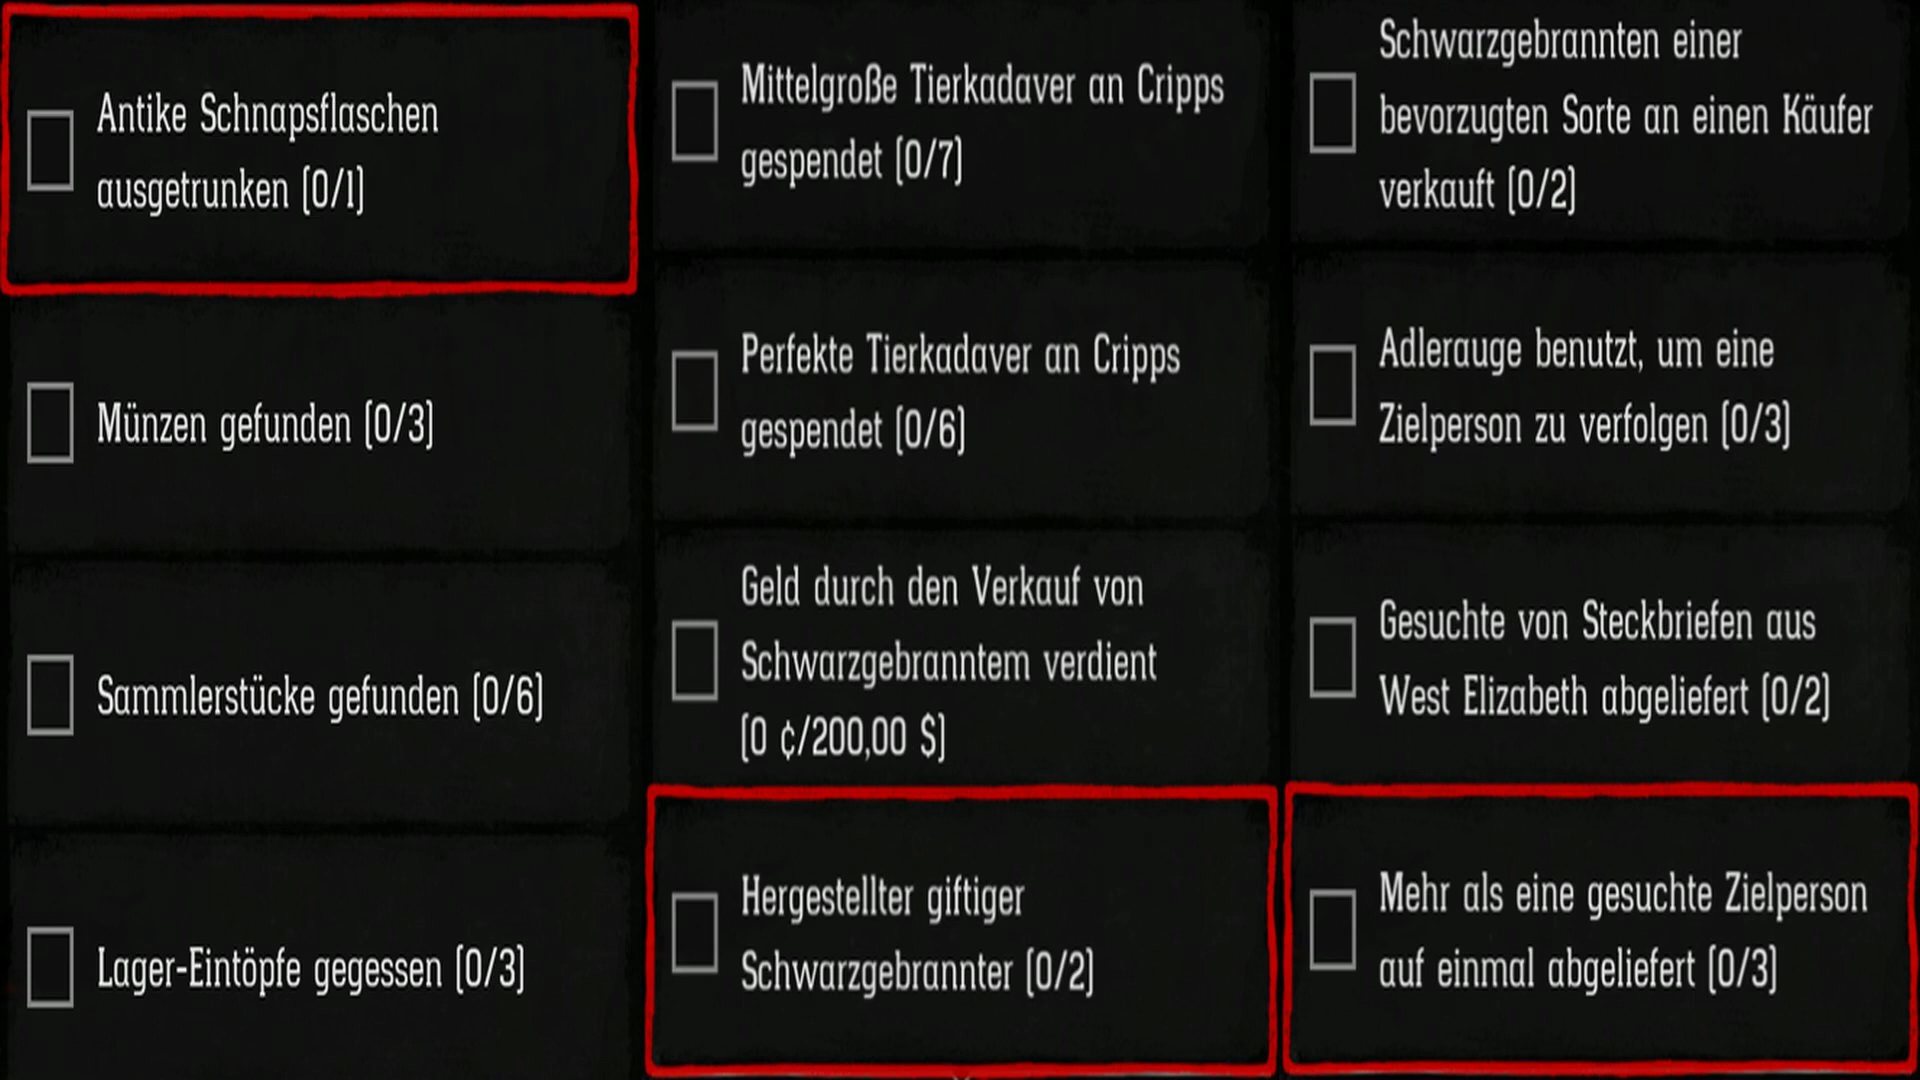 Antike Schnapsflaschen
ausgetrunken (0/1)
Münzen gefunden (0/3)
Sammlerstücke gefunden (0/6)
Lager-Eintöpfe gegessen (0/3)
Mittelgroße Tierkadaver an Cripps
gespendet (0/7)
Perfekte Tierkadaver an Cripps
gespendet (0/6)
Geld durch den Verkauf von
Schwarzgebranntem verdient
(0 ¢/200,00 $)
Hergestellter giftiger
Schwarzgebrannter (0/2)
Schwarzgebrannten einer
bevorzugten Sorte an einen Käufer
verkauft (0/2)
Adlerauge benutzt, um eine
Zielperson zu verfolgen (0/3)
Gesuchte von Steckbriefen aus
West Elizabeth abgeliefert (0/2)
Mehr als eine gesuchte Zielperson
auf einmal abgeliefert (0/3)